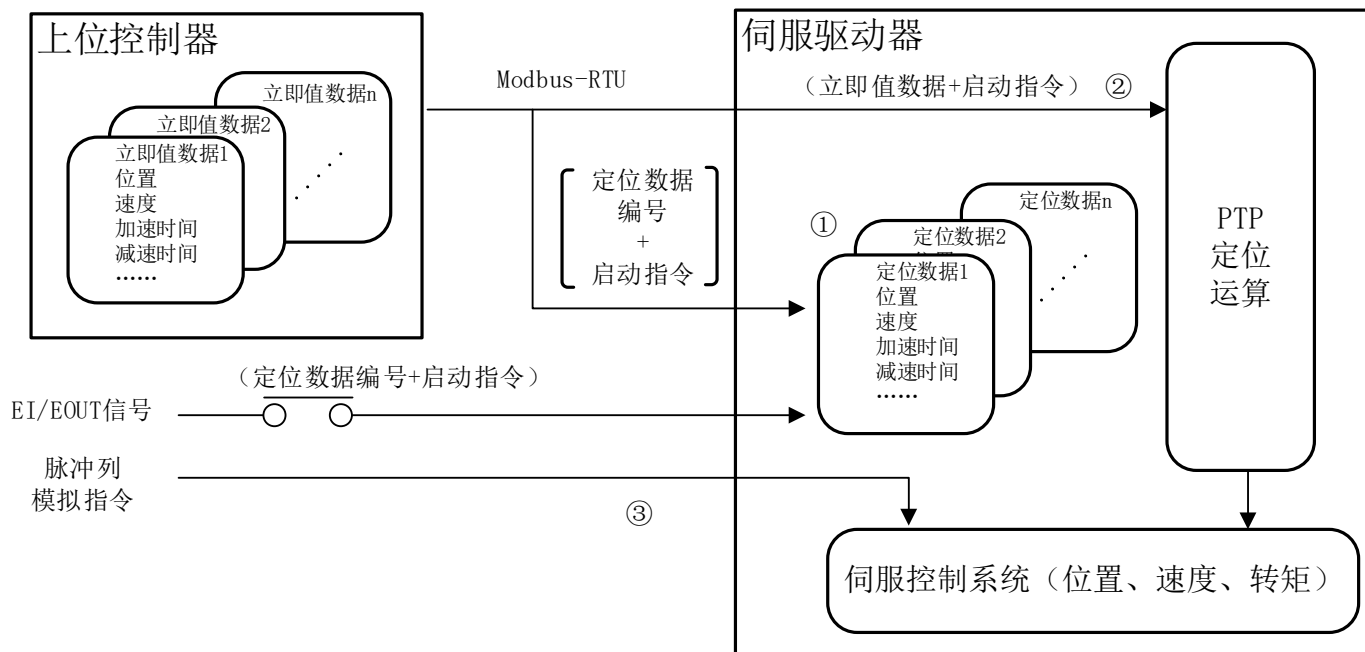 上位控制器
立即值数据n
立即值数据2
立即值数据1
位置
速度
加速时间
减速时间
······
······
Modbus-RTU
定位数据
编号
+
启动指令
(定位数据编号+启动指令)
EI/EOUT信号
脉冲列
模拟指令
③
伺服驱动器
(立即值数据+启动指令) ②
①
定位数据n
定位数据2
定位数据1
位置
速度
加速时间
减速时间
······
······
PTP
定位
运算
伺服控制系统(位置、速度、转矩)